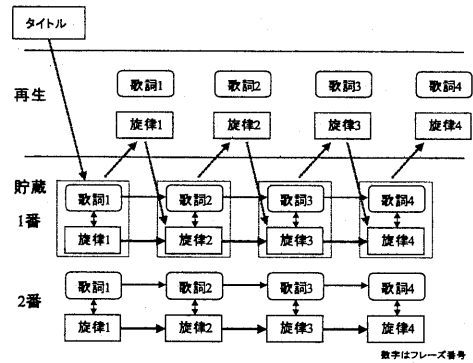 タイトル
再生
歌詞1 歌詞2 歌詞3 歌詞4
旋律1 旋律2 旋律3 旋律4
貯蔵
1番
歌詞1 歌詞2 歌詞3 歌詞4
旋律1 旋律2 旋律3 旋律4
2番
歌詞1 歌詞2 歌詞3 歌詞4
旋律1 旋律2 旋律3 旋律4
数字はフレーズ番号